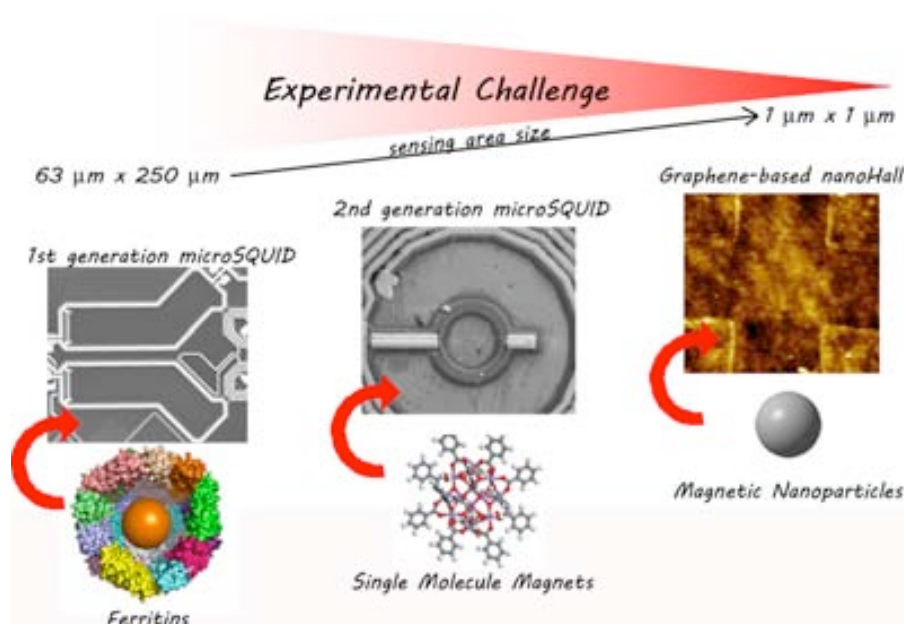 Experimental Challenge
1 μm x 1 μm
sensing area size
63 μm x 250 μm
Graphene-based nanoHall
2nd generation microSQUID
1st generation microSQUID
Magnetic Nanoparticles
Single Molecule Magnets
Ferritins